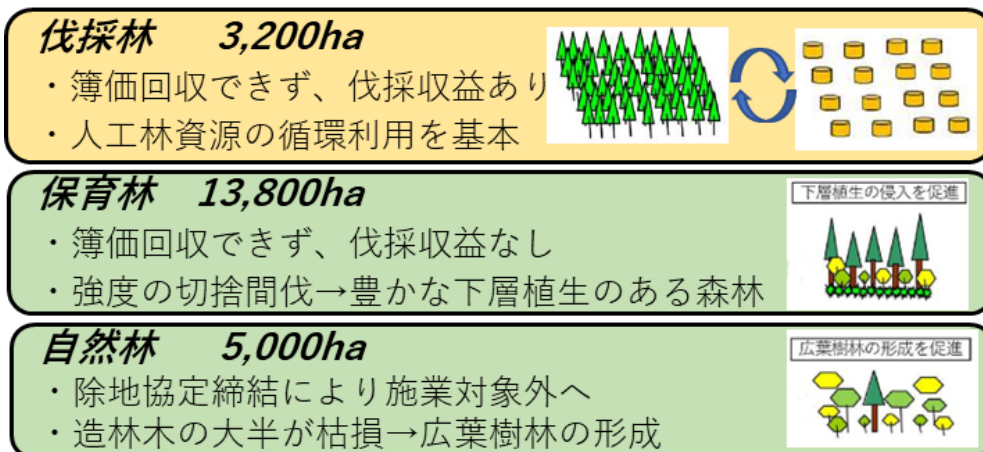 伐採林 3,200ha
・簿価回収できず、伐採収益あり
・人工林資源の循環利用を基本
保育林 13,800ha
下層植生の侵入を促進
・簿価回収できず、伐採収益なし
・強度の切捨間伐→豊かな下層植生のある森林
自然林 5,000ha
広葉樹林の形成を促進
・除地協定締結により施業対象外へ
・造林木の大半が枯損→広葉樹林の形成